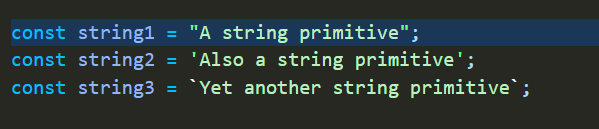 const string1 = "A string primitive";
const string2 = 'Also a string primitive';
const string3 = `Yet another string primitive`;